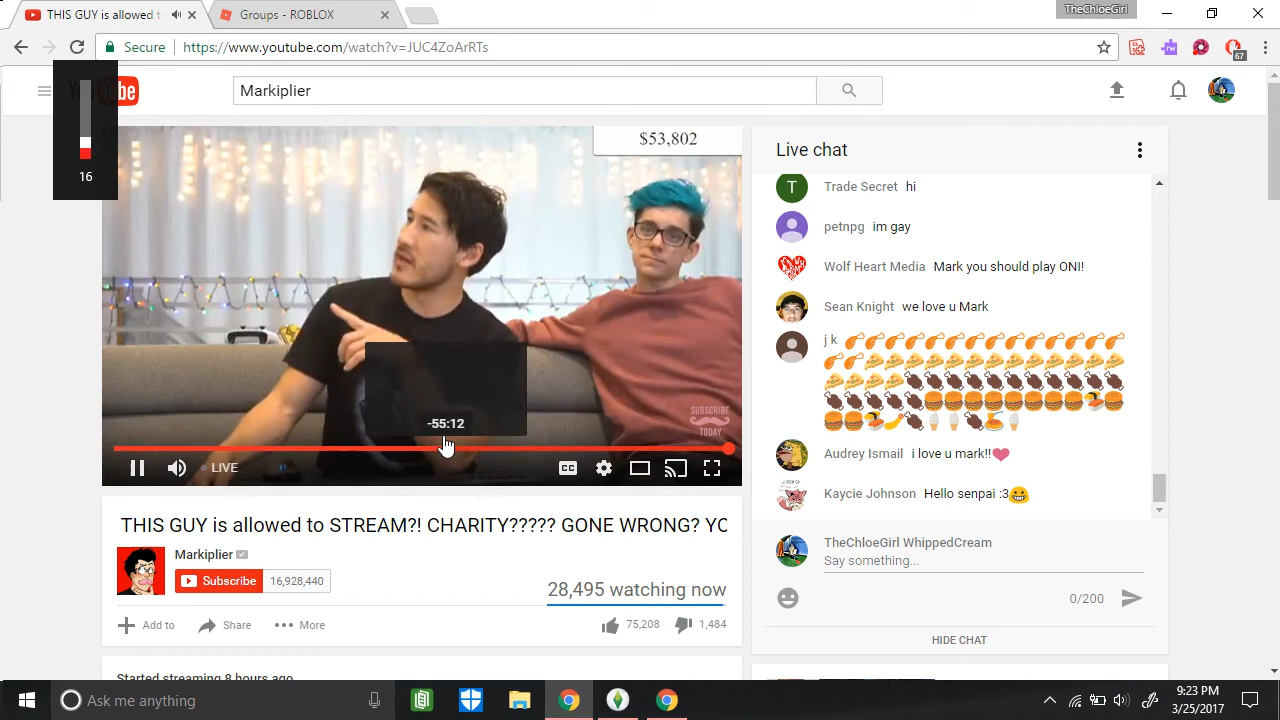 THIS GUY is allowed t
Groups - ROBLOX
TheChloeGirl
Secure
https://www.youtube.com/watch?v=JUC4ZoArRTs
67
Markiplier
16
$53,802
SUBSCRIBE
TODAY
-55:12
LIVE
CC
THIS GUY is allowed to STREAM?! CHARITY????? GONE WRONG? YO
Markiplier
Subscribe 16,928,440
28,495 watching now
Add to Share More 75,208 1,484
Started streaming 8 hours ago
Live chat
T Trade Secret hi
petnpg im gay
Wolf Heart Media Mark you should play ONI!
Sean Knight we love u Mark
j k 🍗🍗🍗🍗🍗🍗🍗🍗🍗🍗🍗🍗🍗🍗
Audrey Ismail i love u mark!!❤
Kaycie Johnson Hello senpai :3😀
TheChloeGirl WhippedCream
Say something...
0/200
HIDE CHAT
Ask me anything
9:23 PM
3/25/2017